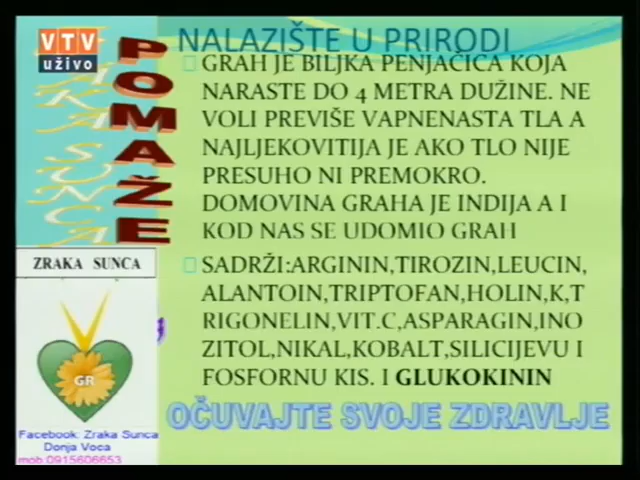 VTV
uživo
POMAŽE
ZRAKA SUNCA
GR
Facebook: Zraka Sunca
Donja Voca
mob:0915606653
NALAZIŠTE U PRIRODI
GRAH JE BILJKA PENJAČICA KOJA
NARASTE DO 4 METRA DUŽINE. NE
VOLI PREVIŠE VAPNENASTA TLA A
NAJLJEKOVITIJA JE AKO TLO NIJE
PRESUHO NI PREMOKRO.
DOMOVINA GRAHA JE INDIJA A I
KOD NAS SE UDOMIO GRAH
SADRŽI:ARGININ,TIROZIN,LEUCIN,
ALANTOIN,TRIPTOFAN,HOLIN,K,T
RIGONELIN,VIT.C,ASPARAGIN,INO
ZITOL,NIKAL,KOBALT,SILICIJEVU I
FOSFORNU KIS. I GLUKOKININ
OČUVAJTE SVOJE ZDRAVLJE